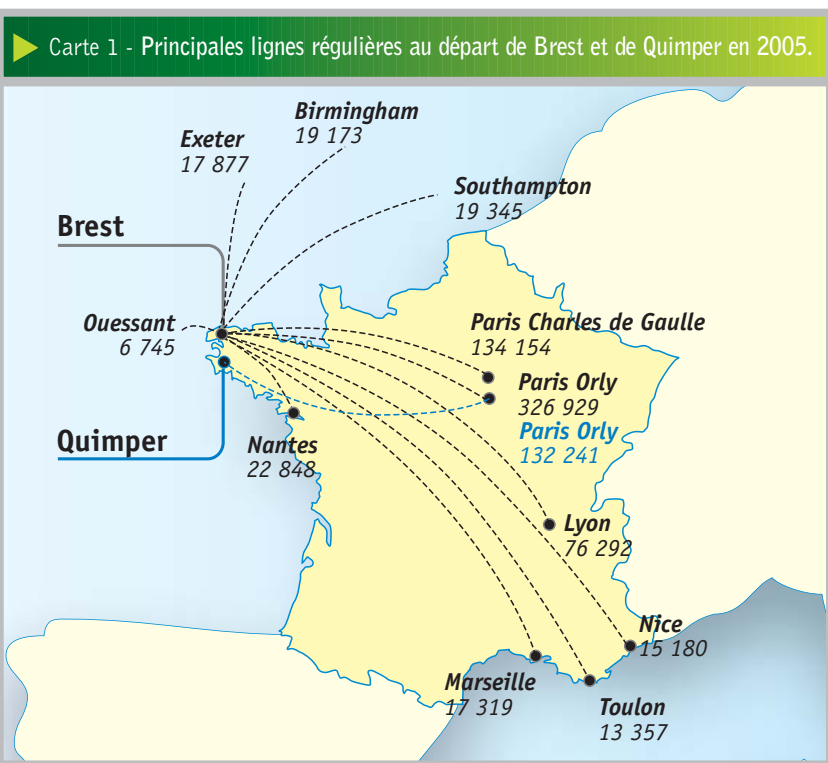 Carte 1 - Principales lignes régulières au départ de Brest et de Quimper en 2005.
Birmingham
19 173
Exeter
17 877
Southampton
19 345
Brest
Ouessant
6 745
Paris Charles de Gaulle
134 154
Paris Orly
326 929
Paris Orly
132 241
Quimper
Nantes
22 848
Lyon
76 292
Nice
15 180
Marseille
17 319
Toulon
13 357